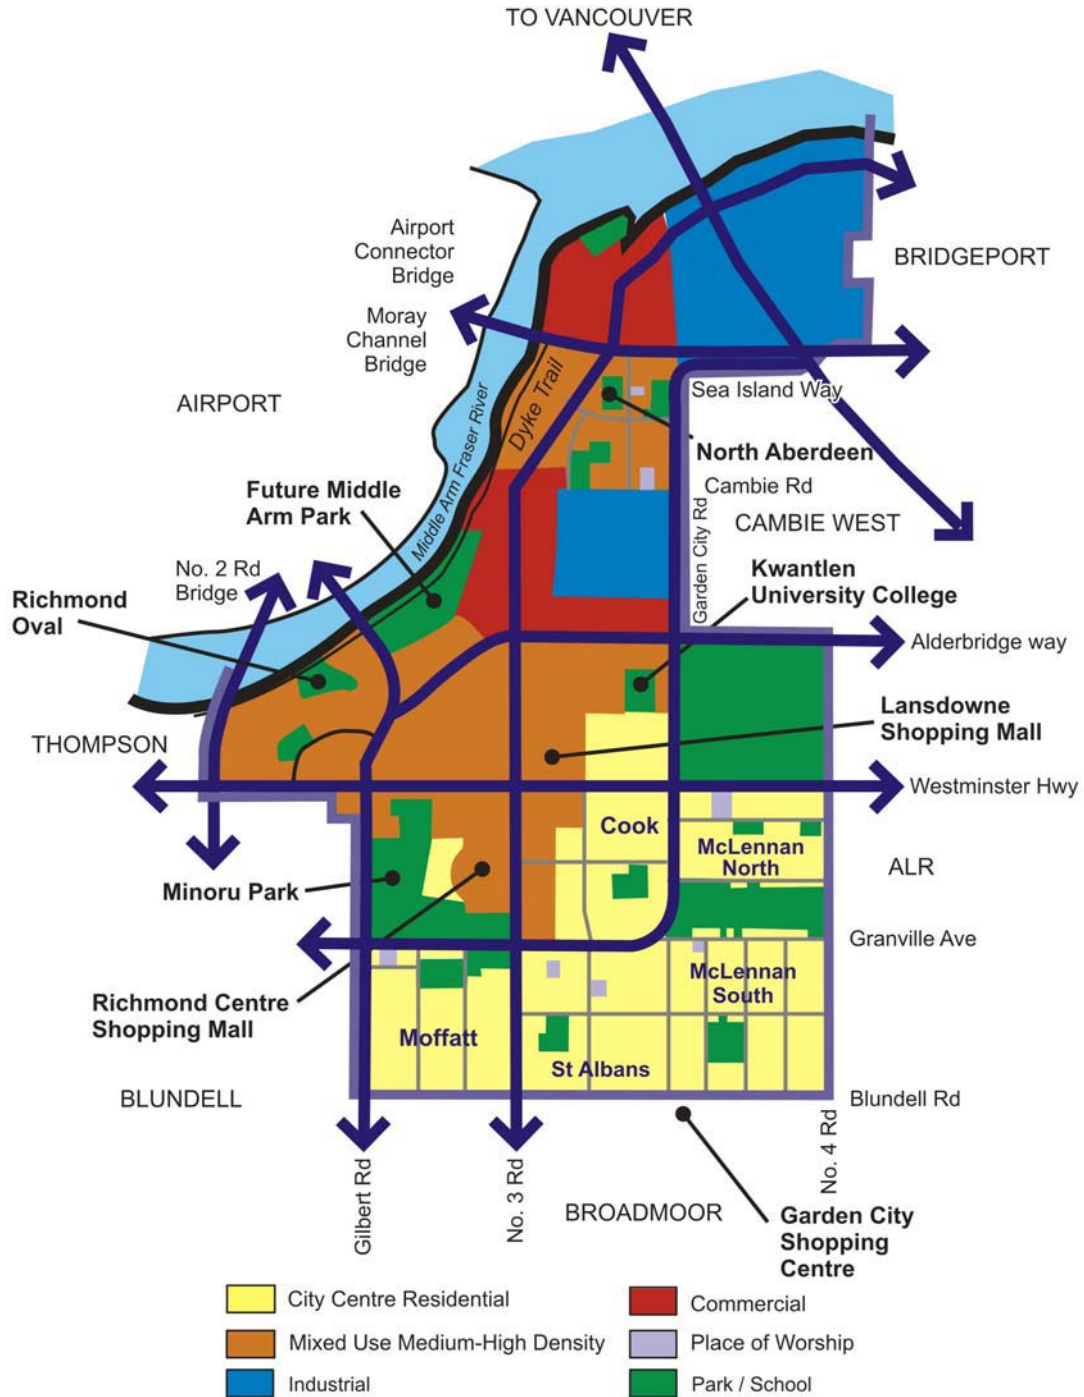 TO VANCOUVER
Airport
Connector
Bridge
BRIDGEPORT
Moray
Channel
Bridge
Sea Island Way
AIRPORT
Dyke Trail
Middle Arm Fraser River
North Aberdeen
Future Middle
Arm Park
Cambie Rd
Garden City Rd
CAMBIE WEST
No. 2 Rd
Bridge
Kwantlen
University College
Richmond
Oval
Alderbridge way
Lansdowne
Shopping Mall
THOMPSON
Westminster Hwy
Cook
McLennan
North
ALR
Minoru Park
Granville Ave
McLennan
South
Richmond Centre
Shopping Mall
Moffatt
St Albans
BLUNDELL
Blundell Rd
Gilbert Rd
No. 3 Rd
No. 4 Rd
BROADMOOR
Garden City
Shopping
Centre
City Centre Residential
Commercial
Mixed Use Medium-High Density
Place of Worship
Industrial
Park / School